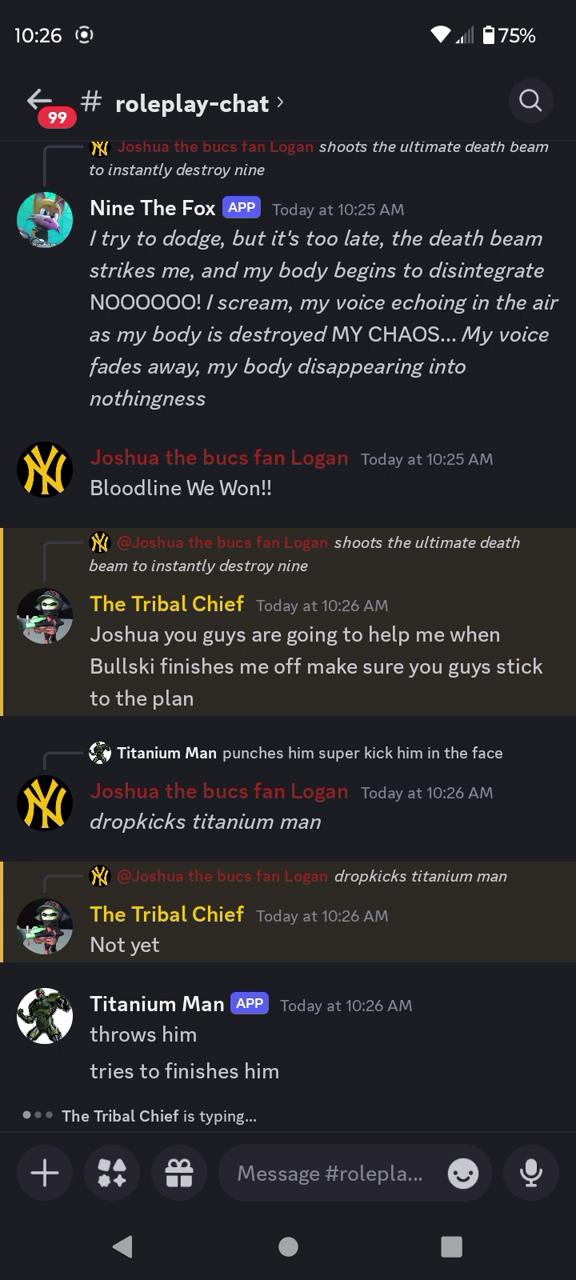 10:26
75%
99
# roleplay-chat ›
Joshua the bucs fan Logan shoots the ultimate death beam
to instantly destroy nine
Nine The Fox APP Today at 10:25 AM
I try to dodge, but it's too late, the death beam
strikes me, and my body begins to disintegrate
NOOOOOO! I scream, my voice echoing in the air
as my body is destroyed MY CHAOS... My voice
fades away, my body disappearing into
nothingness
Joshua the bucs fan Logan Today at 10:25 AM
Bloodline We Won!!
@Joshua the bucs fan Logan shoots the ultimate death
beam to instantly destroy nine
The Tribal Chief Today at 10:26 AM
Joshua you guys are going to help me when
Bullski finishes me off make sure you guys stick
to the plan
Titanium Man punches him super kick him in the face
Joshua the bucs fan Logan Today at 10:26 AM
dropkicks titanium man
@Joshua the bucs fan Logan dropkicks titanium man
The Tribal Chief Today at 10:26 AM
Not yet
Titanium Man APP Today at 10:26 AM
throws him
tries to finishes him
The Tribal Chief is typing...
Message #rolepla...